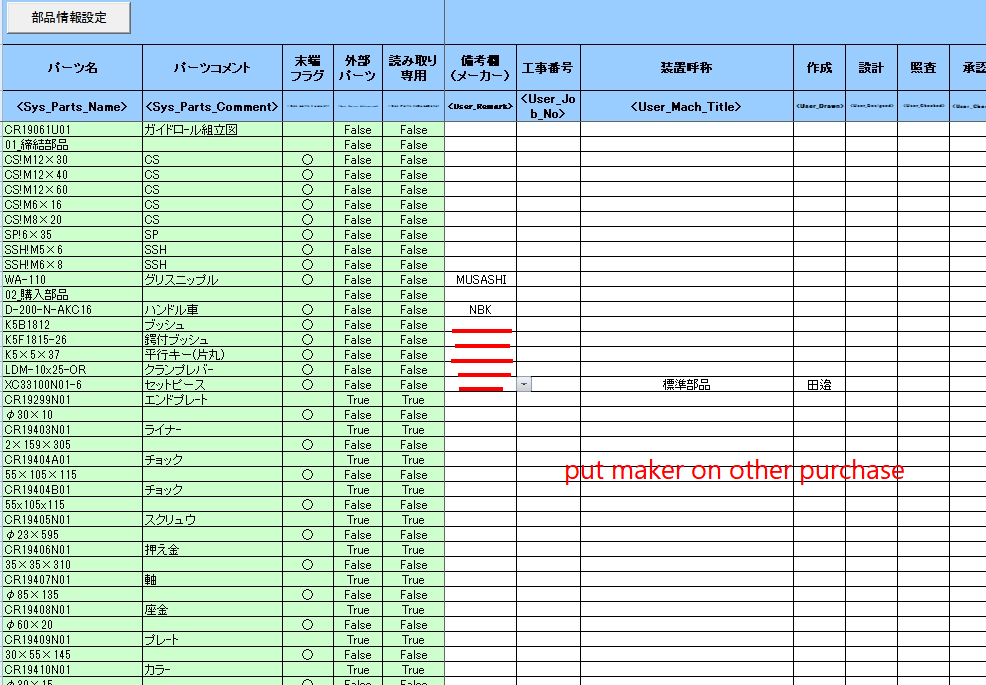 部品情報設定
パーツ名 パーツコメント 末端フラグ 外部パーツ 読み取り専用 備考欄(メーカー) 工事番号 装置呼称 作成 設計 照査 承認
<Sys_Parts_Name> <Sys_Parts_Comment> <User_Remark> <User_Job_No> <User_Mach_Title> <User_Drawn>
CR19061U01 ガイドロール組立図 False False
01_締結部品 False False
CS!M12×30 CS ○ False False
CS!M12×40 CS ○ False False
CS!M12×60 CS ○ False False
CS!M6×16 CS ○ False False
CS!M8×20 CS ○ False False
SP!6×35 SP ○ False False
SSH!M5×6 SSH ○ False False
SSH!M6×8 SSH ○ False False
WA-110 グリスニップル ○ False False MUSASHI
02_購入部品 False False
D-200-N-AKC16 ハンドル車 ○ False False NBK
K5B1812 ブッシュ ○ False False
K5F1815-26 鍔付ブッシュ ○ False False
K5×5×37 平行キー(片丸) ○ False False
LDM-10x25-OR クランプレバー ○ False False
XC33100N01-6 セットピース ○ False False 標準部品
CR19299N01 エンドプレート True True
φ30×10 ○ False False
CR19403N01 ライナー True True
2×159×305 ○ False False
CR19404A01 チョック True True
55×105×115 ○ False False
put maker on other purchase
CR19404B01 チョック True True
55x105x115 ○ False False
CR19405N01 スクリュウ True True
φ23×595 ○ False False
CR19406N01 押え金 True True
35×35×310 ○ False False
CR19407N01 軸 True True
φ85×135 ○ False False
CR19408N01 座金 True True
φ60×20 ○ False False
CR19409N01 プレート True True
30×55×145 ○ False False
CR19410N01 カラー True True
φ30×15 ○ False False